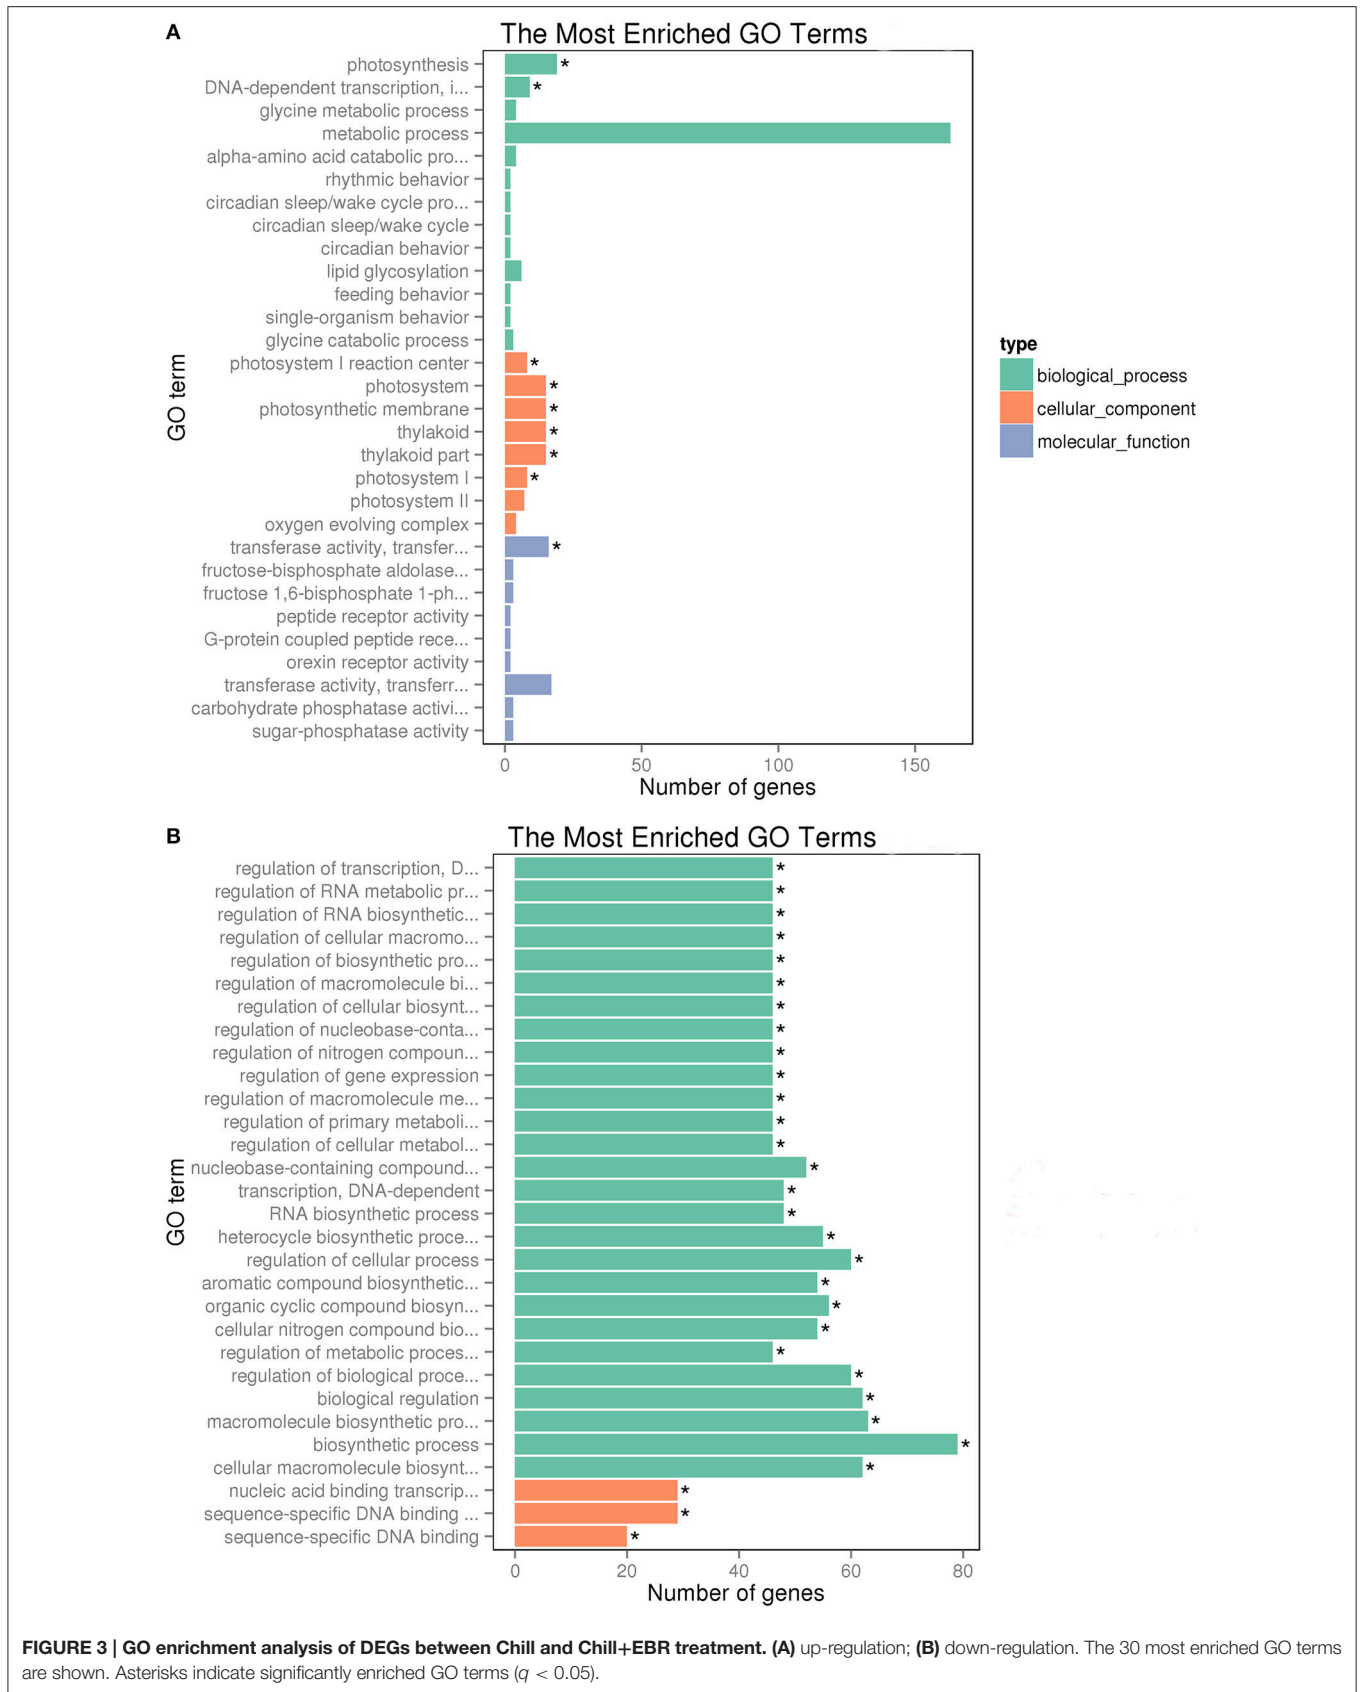 A
The Most Enriched GO Terms
photosynthesis *
DNA-dependent transcription, i... *
glycine metabolic process
metabolic process
alpha-amino acid catabolic pro...
rhythmic behavior
circadian sleep/wake cycle pro...
circadian sleep/wake cycle
circadian behavior
lipid glycosylation
feeding behavior
single-organism behavior
glycine catabolic process
photosystem I reaction center *
photosystem *
photosynthetic membrane *
thylakoid *
thylakoid part *
photosystem I *
photosystem II
oxygen evolving complex
transferase activity, transfer... *
fructose-bisphosphate aldolase...
fructose 1,6-bisphosphate 1-ph...
peptide receptor activity
G-protein coupled peptide rece...
orexin receptor activity
transferase activity, transferr...
carbohydrate phosphatase activi...
sugar-phosphatase activity
GO term
0 50 100 150
Number of genes
type
biological_process
cellular_component
molecular_function
B
The Most Enriched GO Terms
regulation of transcription, D... *
regulation of RNA metabolic pr... *
regulation of RNA biosynthetic... *
regulation of cellular macromo... *
regulation of biosynthetic pro... *
regulation of macromolecule bi... *
regulation of cellular biosynt... *
regulation of nucleobase-conta... *
regulation of nitrogen compoun... *
regulation of gene expression *
regulation of macromolecule me... *
regulation of primary metaboli... *
regulation of cellular metabol... *
nucleobase-containing compound... *
transcription, DNA-dependent *
RNA biosynthetic process *
heterocycle biosynthetic proce... *
regulation of cellular process *
aromatic compound biosynthetic... *
organic cyclic compound biosyn... *
cellular nitrogen compound bio... *
regulation of metabolic proces... *
regulation of biological proce... *
biological regulation *
macromolecule biosynthetic pro... *
biosynthetic process *
cellular macromolecule biosynt... *
nucleic acid binding transcrip... *
sequence-specific DNA binding ... *
sequence-specific DNA binding *
GO term
0 20 40 60 80
Number of genes
FIGURE 3 | GO enrichment analysis of DEGs between Chill and Chill+EBR treatment. (A) up-regulation; (B) down-regulation. The 30 most enriched GO terms
are shown. Asterisks indicate significantly enriched GO terms (q < 0.05).